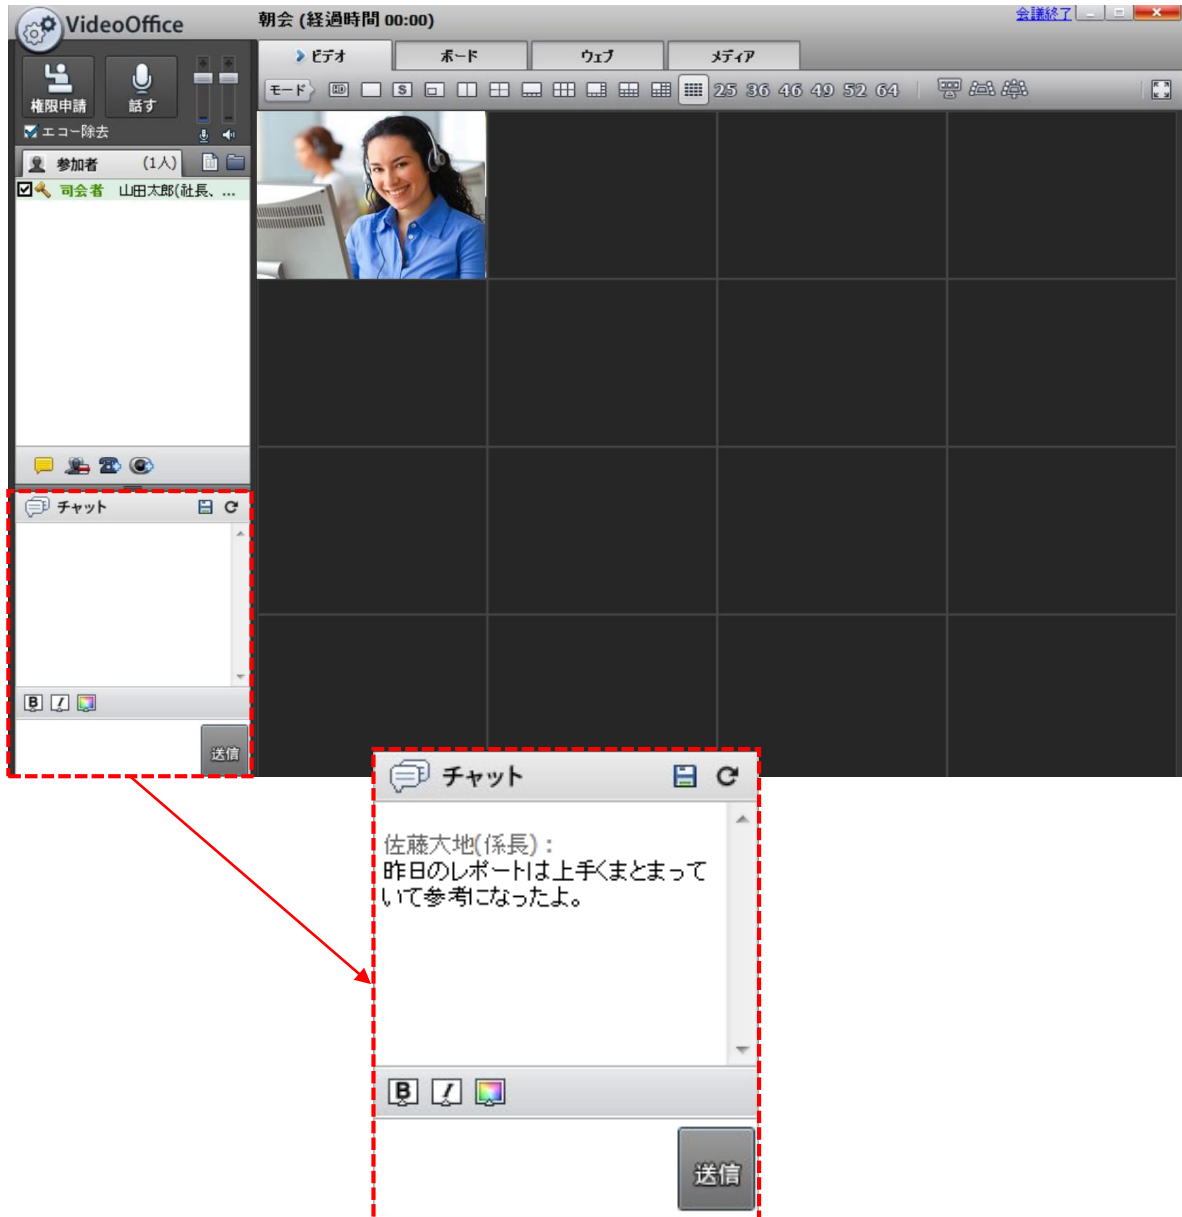 VideoOffice
朝会 (経過時間 00:00)
会議終了
ビデオ
ボード
ウェブ
メディア
権限申請
話す
モード
HD
S
25 36 46 49 52 64
エコー除去
参加者 (1人)
司会者 山田太郎(社長、...
チャット
B I
送信
チャット
佐藤大地(係長) :
昨日のレポートは上手くまとまって
いて参考になったよ。
B I
送信